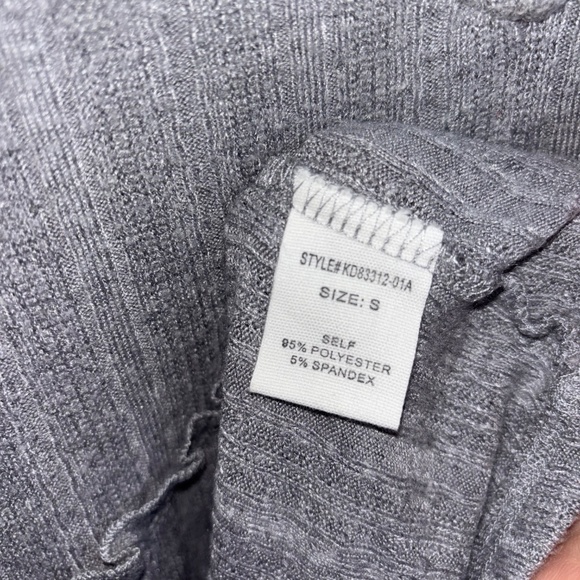 STYLE# KD83312-01A
SIZE: S
SELF
95% POLYESTER
5% SPANDEX